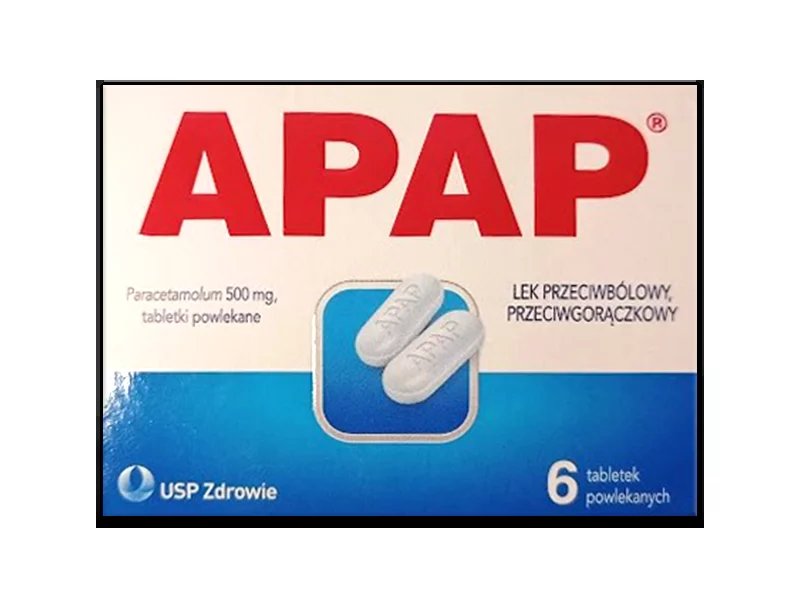 APAP®
Paracetamolum 500 mg,
tabletki powlekane
LEK PRZECIWBÓLOWY,
PRZECIWGORĄCZKOWY
APAP
APAP
USP Zdrowie
6 tabletek
powlekanych